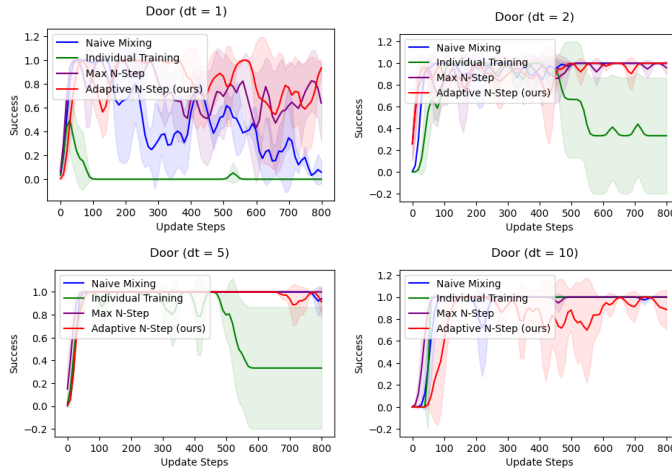 Door (dt = 1)
Success
1.2
1.0
0.8
0.6
0.4
0.2
0.0
Naive Mixing
Individual Training
Max N-Step
Adaptive N-Step (ours)
0 100 200 300 400 500 600 700 800
Update Steps
Door (dt = 2)
Success
1.2
1.0
0.8
0.6
0.4
0.2
0.0
−0.2
Naive Mixing
Individual Training
Max N-Step
Adaptive N-Step (ours)
0 100 200 300 400 500 600 700 800
Update Steps
Door (dt = 5)
Success
1.0
0.8
0.6
0.4
0.2
0.0
−0.2
Naive Mixing
Individual Training
Max N-Step
Adaptive N-Step (ours)
0 100 200 300 400 500 600 700 800
Update Steps
Door (dt = 10)
Success
1.2
1.0
0.8
0.6
0.4
0.2
0.0
Naive Mixing
Individual Training
Max N-Step
Adaptive N-Step (ours)
0 100 200 300 400 500 600 700 800
Update Steps